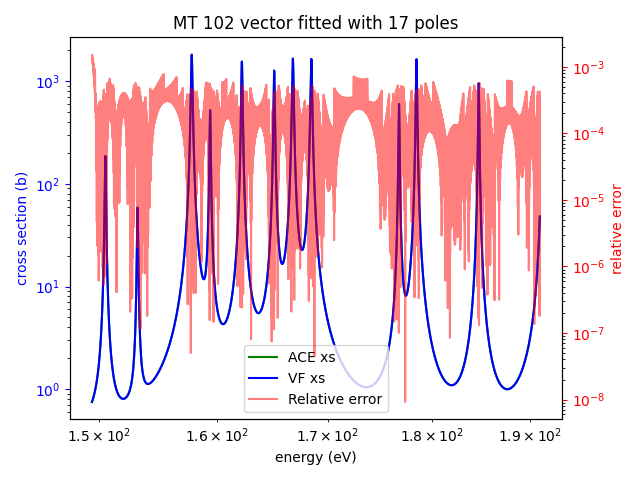 MT 102 vector fitted with 17 poles
cross section (b)
10³
10²
10¹
10⁰
10⁻³
10⁻⁴
10⁻⁵
10⁻⁶
10⁻⁷
10⁻⁸
relative error
ACE xs
VF xs
Relative error
1.5 × 10² 1.6 × 10² 1.7 × 10² 1.8 × 10² 1.9 × 10²
energy (eV)